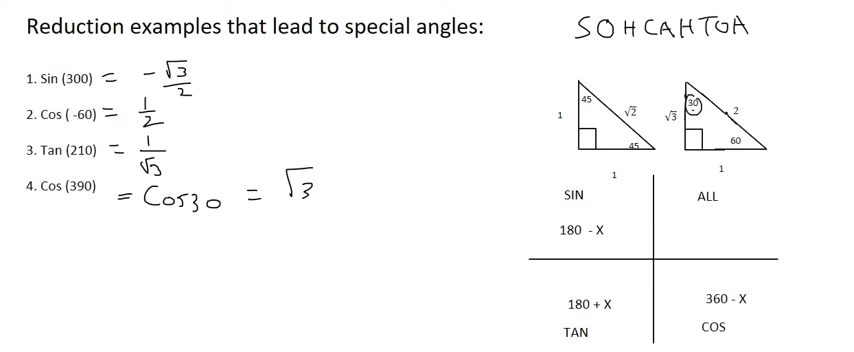 Reduction examples that lead to special angles:
SOHCAHTOA
1. Sin (300) = - √3/2
2. Cos ( -60) = 1/2
3. Tan (210) = 1/√3
4. Cos (390) = Cos30 = √3
45
1
√2
45
1
30
√3
2
60
1
SIN
ALL
180 - X
180 + X
360 - X
TAN
COS